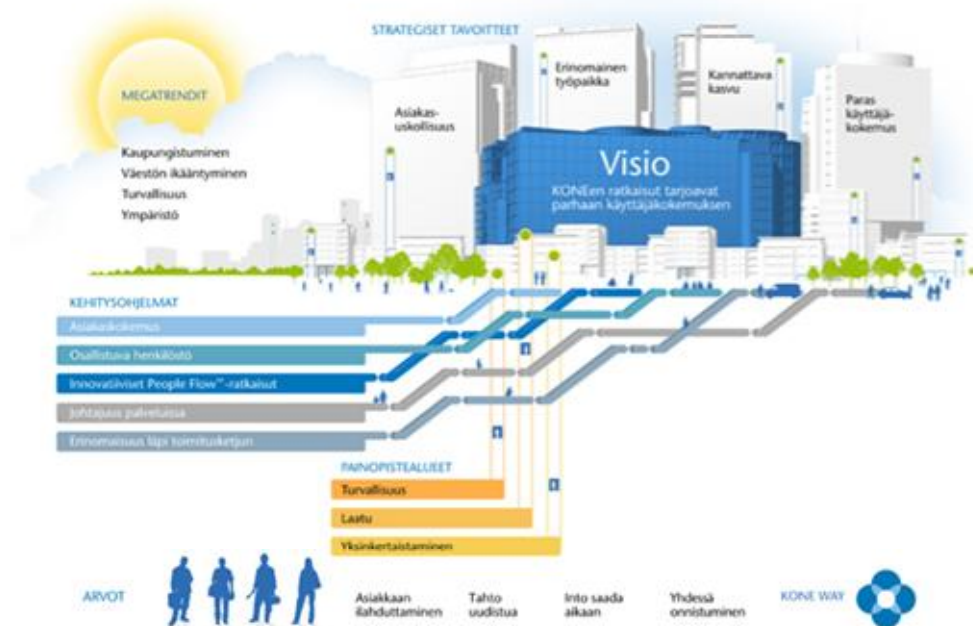 STRATEGISET TAVOITTEET
MEGATRENDIT
Kaupungistuminen
Väestön ikääntyminen
Turvallisuus
Ympäristö
Asiakas-
uskollisuus
Erinomainen
työpaikka
Kannattava
kasvu
Paras
käyttäjä-
kokemus
Visio
KONEen ratkaisut tarjoavat
parhaan käyttäjäkokemuksen
KEHITYSOHJELMAT
Asiakaskokemus
Osallistuva henkilöstö
Innovatiiviset People Flow™-ratkaisut
Johtajuus palveluissa
Erinomaisuus läpi toimitusketjun
PAINOPISTEALUEET
Turvallisuus
Laatu
Yksinkertaistaminen
ARVOT
Asiakkaan
ilahduttaminen
Tahto
uudistua
Into saada
aikaan
Yhdessä
onnistuminen
KONE WAY